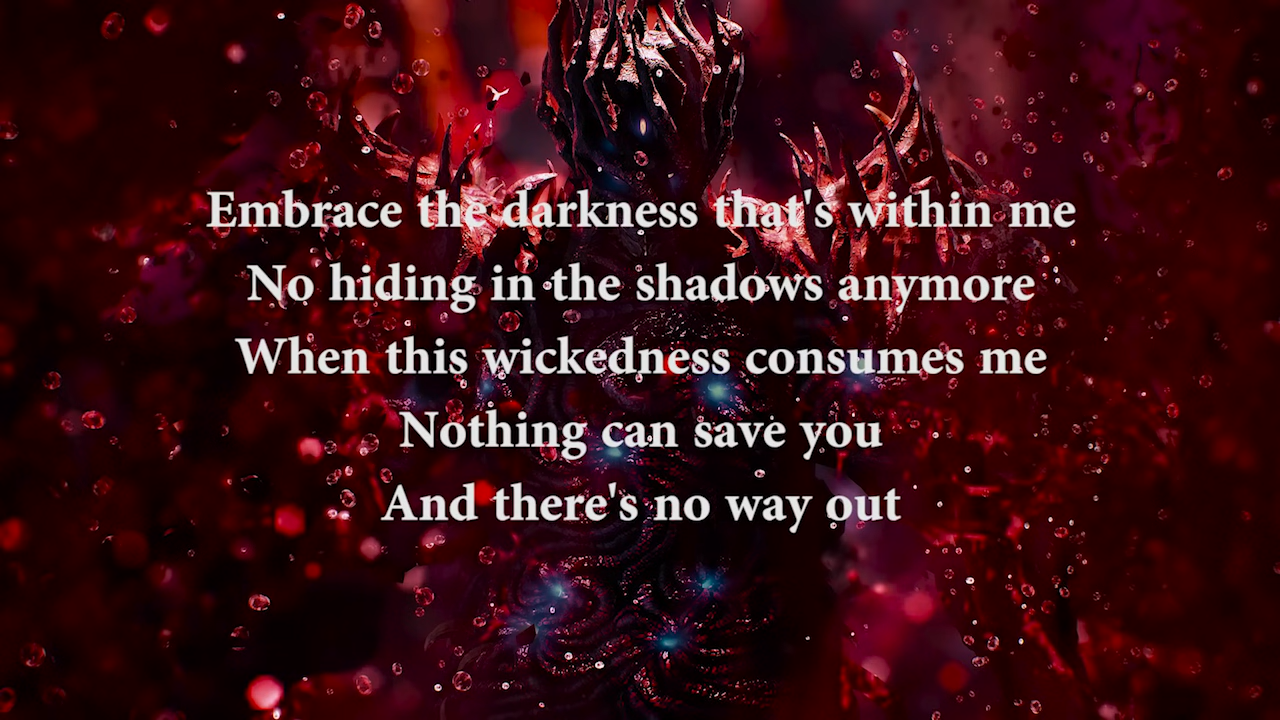 Embrace the darkness that's within me
No hiding in the shadows anymore
When this wickedness consumes me
Nothing can save you
And there's no way out